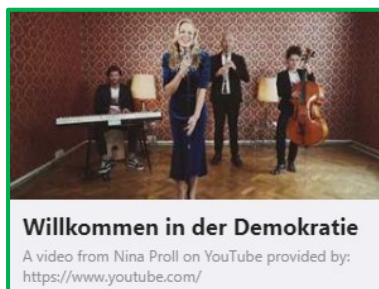 Willkommen in der Demokratie
A video from Nina Proll on YouTube provided by:
https://www.youtube.com/